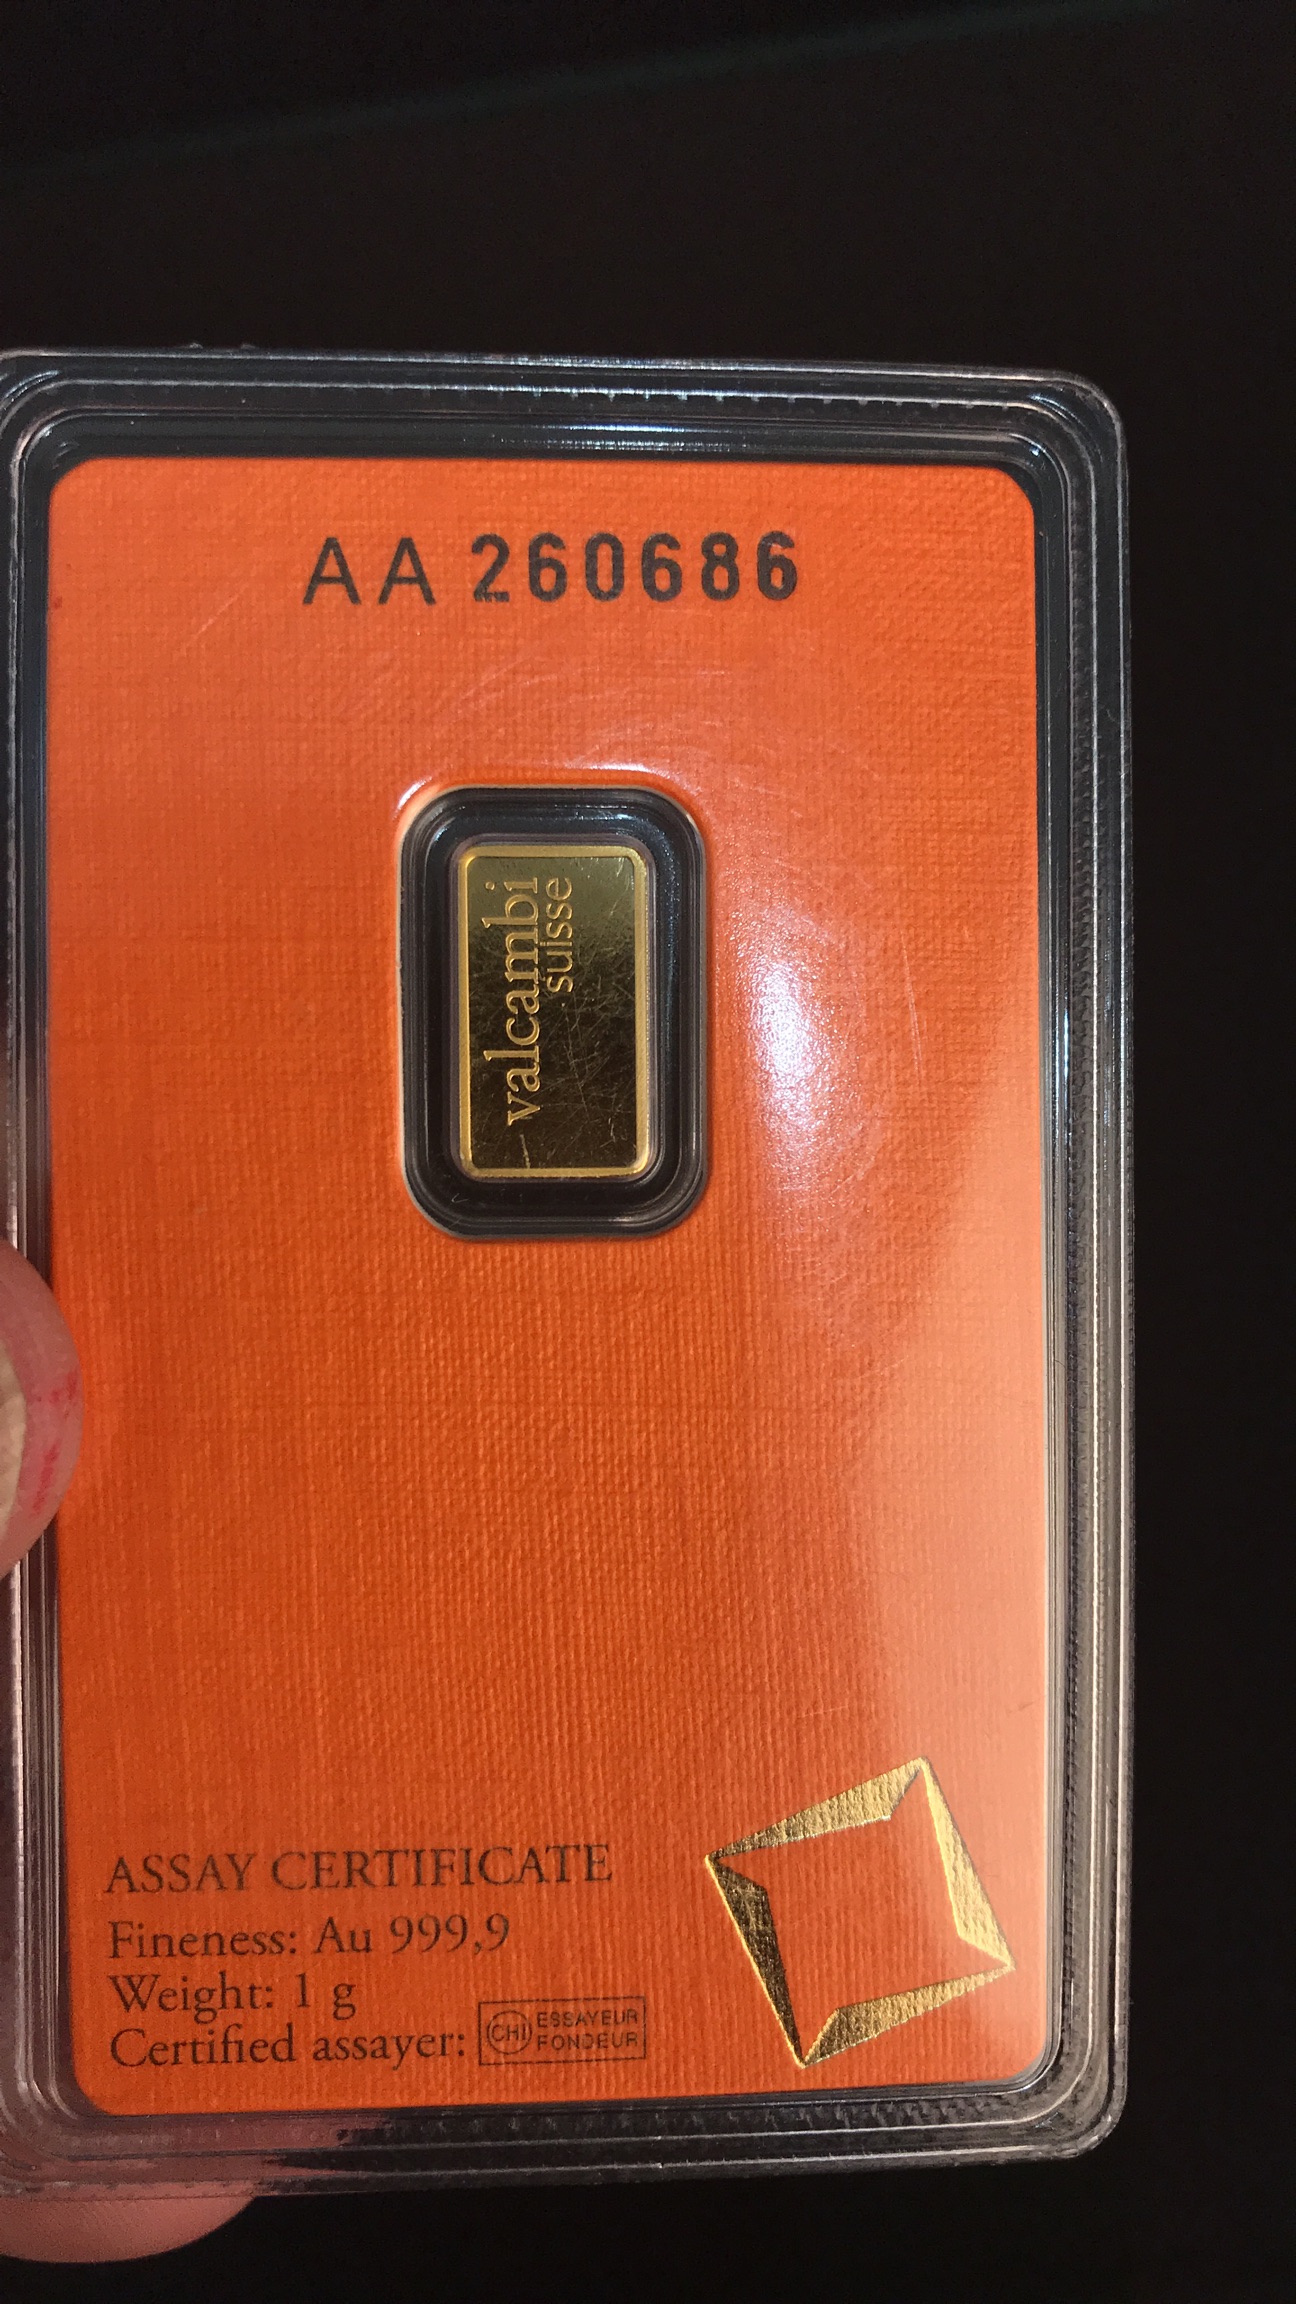 AA 260686
valcambi
suisse
ASSAY CERTIFICATE
Fineness: Au 999,9
Weight: 1 g
Certified assayer: CHI ESSAYEUR
FONDEUR